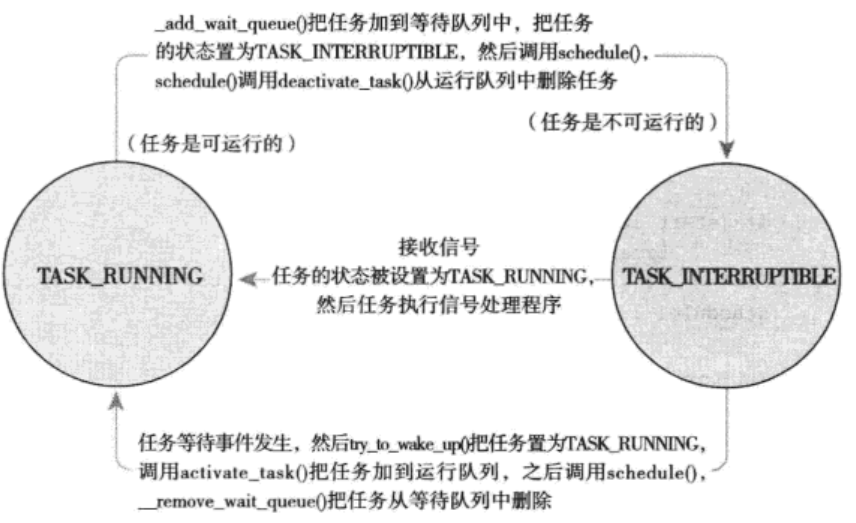 _add_wait_queue()把任务加到等待队列中，把任务
的状态置为TASK_INTERRUPTIBLE，然后调用schedule()，
schedule()调用deactivate_task()从运行队列中删除任务
（任务是不可运行的）
（任务是可运行的）
接收信号
TASK_RUNNING
任务的状态被设置为TASK_RUNNING，
TASK_INTERRUPTIBLE
然后任务执行信号处理程序
任务等待事件发生，然后try_to_wake_up()把任务置为TASK_RUNNING，
调用activate_task()把任务加到运行队列，之后调用schedule()，
__remove_wait_queue()把任务从等待队列中删除